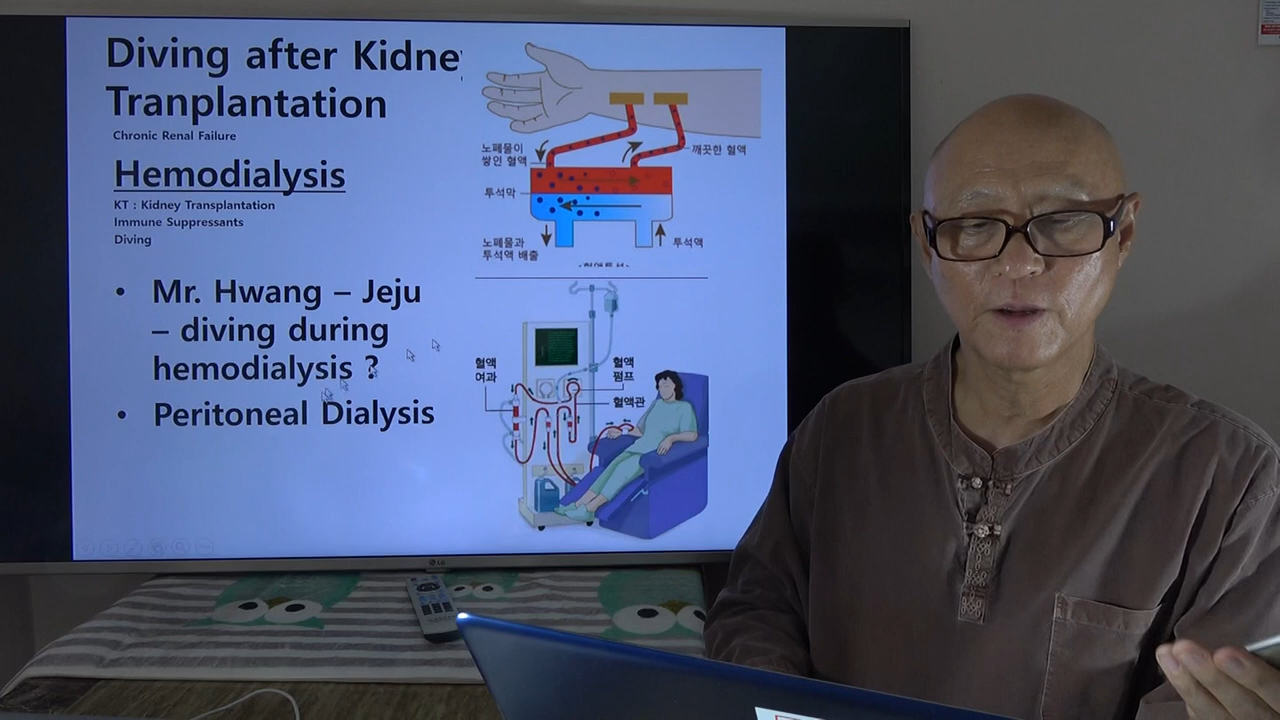 Diving after Kidne
Tranplantation
Chronic Renal Failure
Hemodialysis
KT : Kidney Transplantation
Immune Suppressants
Diving
• Mr. Hwang – Jeju
– diving during
hemodialysis ?
• Peritoneal Dialysis
노폐물이
쌓인 혈액
깨끗한 혈액
투석막
노폐물과
투석액 배출
투석액
혈액
여과
혈액
펌프
혈액관
LG